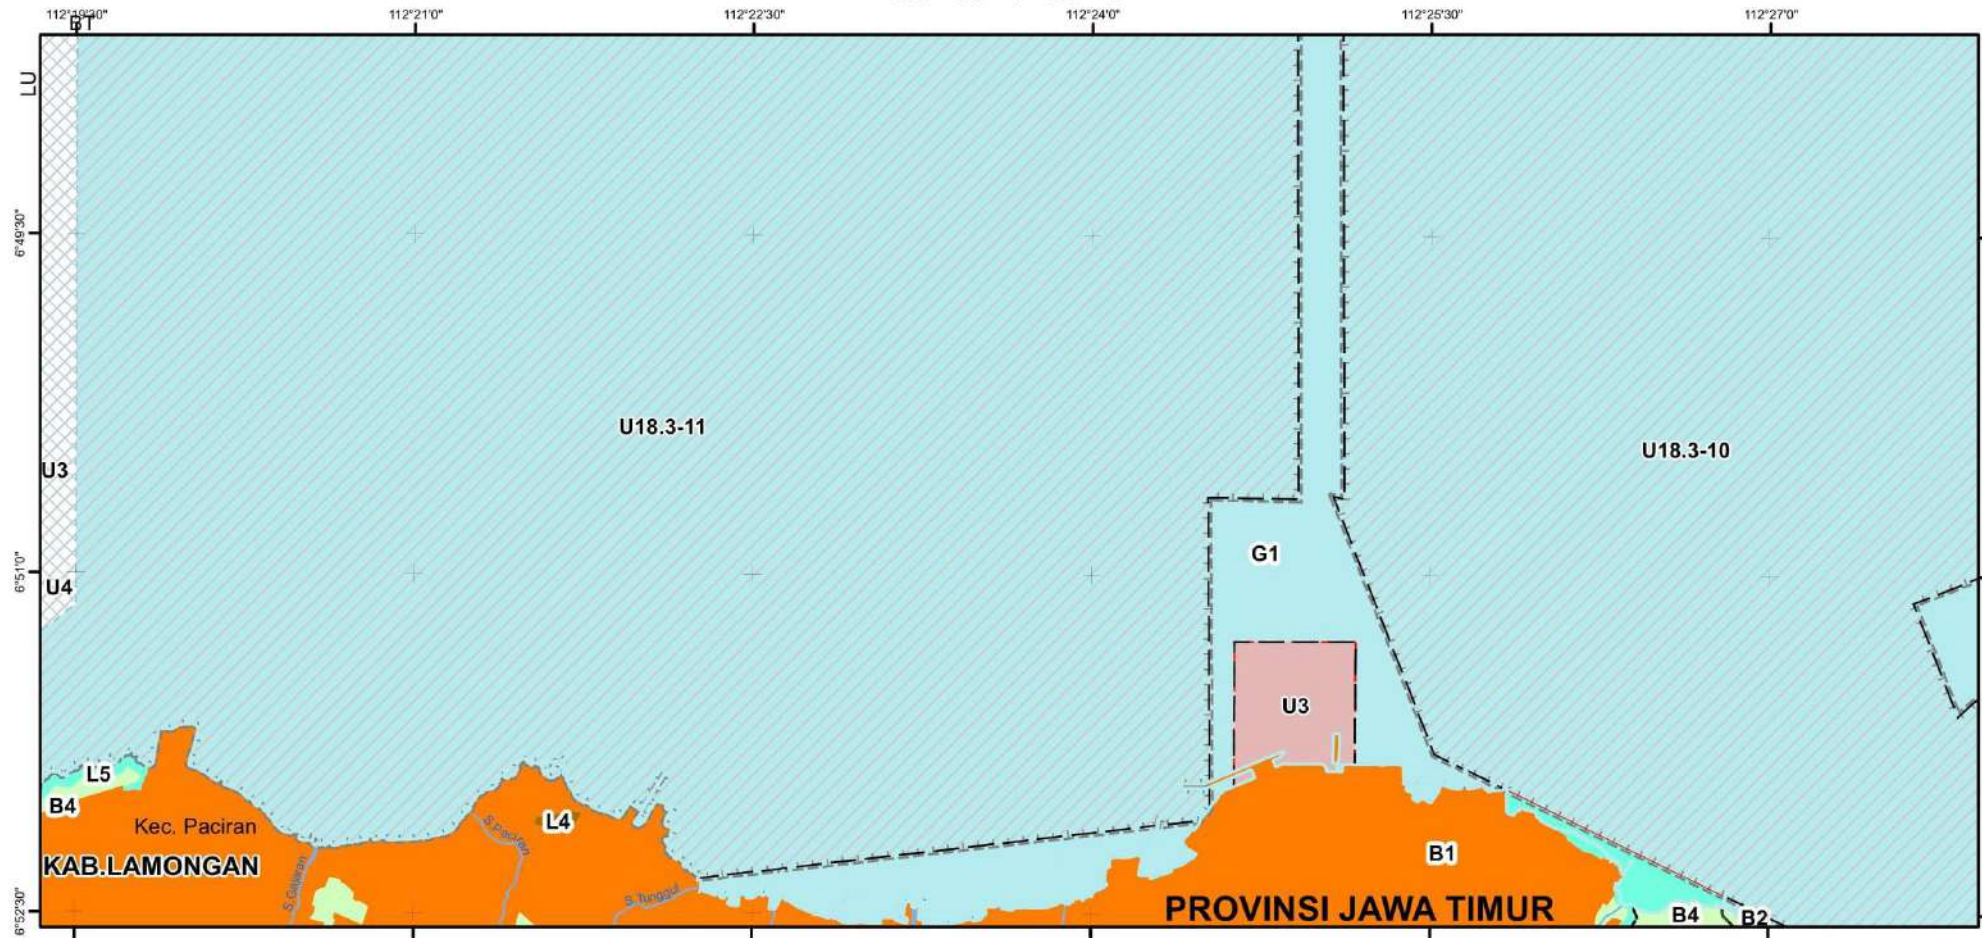 112°19'30" 112°21'0" 112°22'30" 112°24'0" 112°25'30" 112°27'0"
BT
LU
6°49'30"
U18.3-11
U18.3-10
U3
G1
6°51'0"
U4
U3
L5
B4
Kec. Paciran
S.Paciran
L4
KAB.LAMONGAN
B1
S.Gajaran
S.Tunggul
6°52'30"
PROVINSI JAWA TIMUR
B4
B2